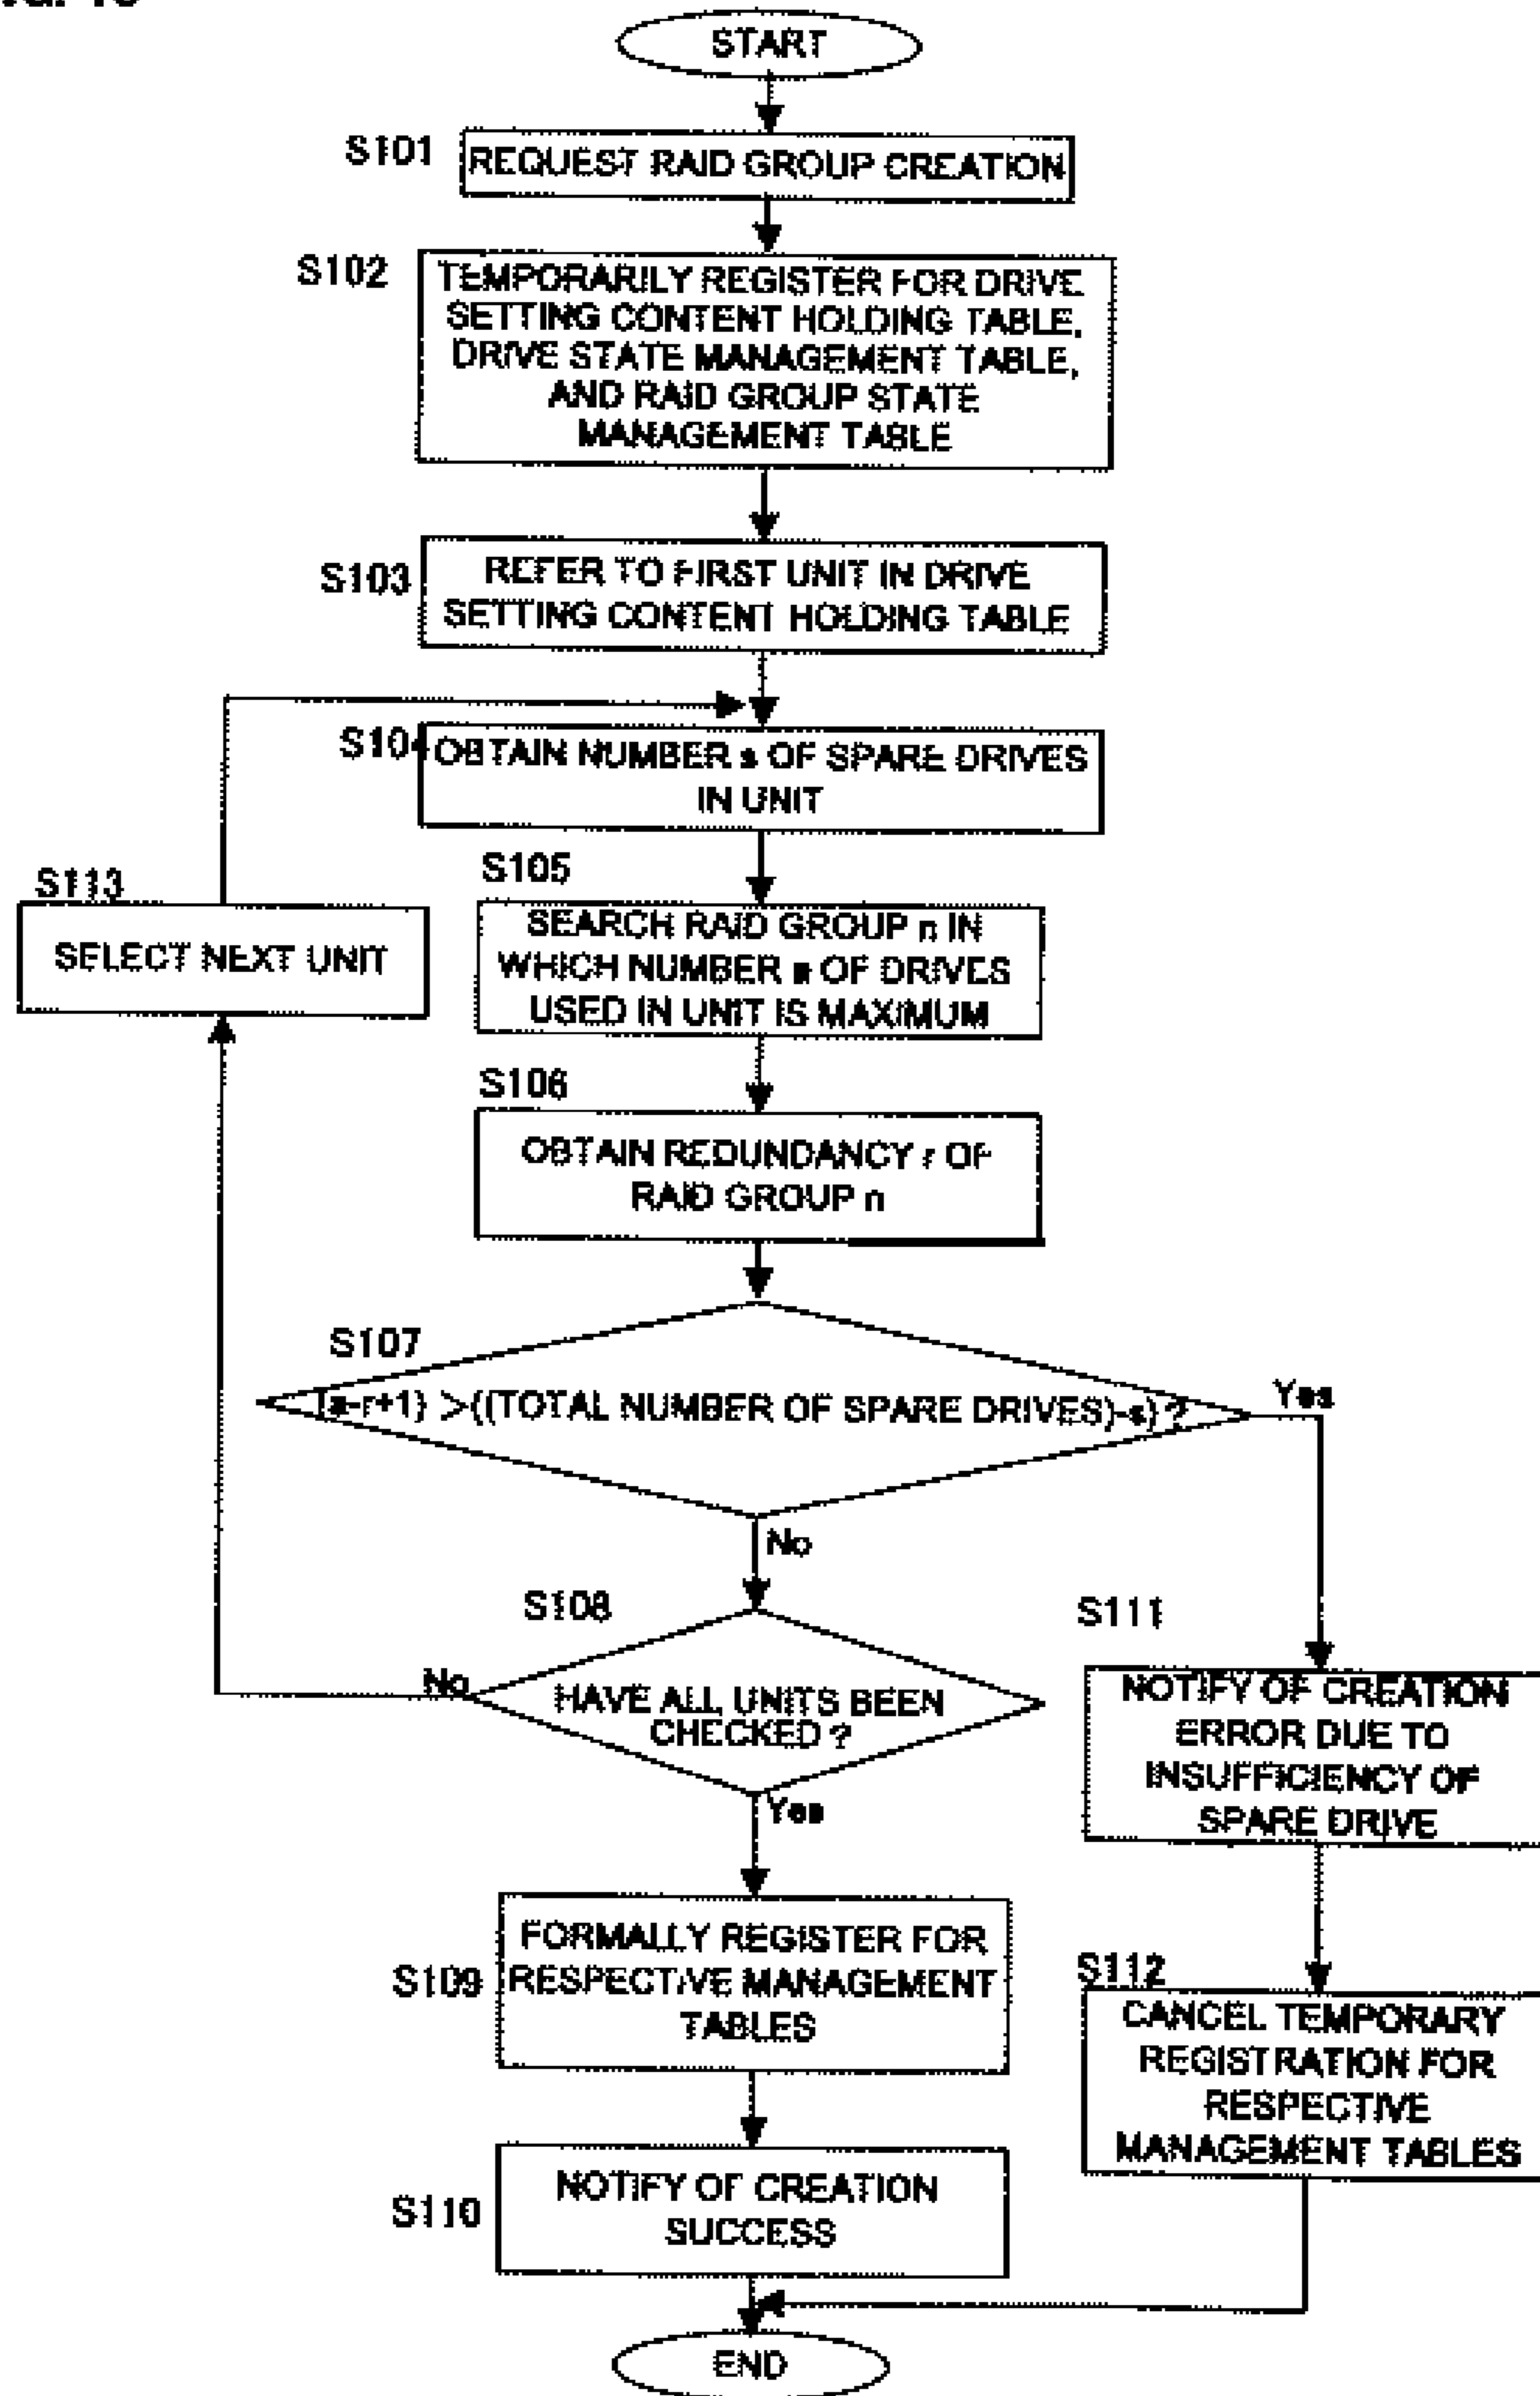 START
S101
REQUEST RAID GROUP CREATION
S102
TEMPORARILY REGISTER FOR DRIVE
SETTING CONTENT HOLDING TABLE,
DRIVE STATE MANAGEMENT TABLE,
AND RAID GROUP STATE
MANAGEMENT TABLE
S103
REFER TO FIRST UNIT IN DRIVE
SETTING CONTENT HOLDING TABLE
S104
OBTAIN NUMBER s OF SPARE DRIVES
IN UNIT
S105
SEARCH RAID GROUP n IN
WHICH NUMBER OF DRIVES
USED IN UNIT IS MAXIMUM
S113
SELECT NEXT UNIT
S106
OBTAIN REDUNDANCY r OF
RAID GROUP n
S107
>((TOTAL NUMBER OF SPARE DRIVES)-s)?
Yes
No
S108
HAVE ALL UNITS BEEN
CHECKED ?
No
Yes
S111
NOTIFY OF CREATION
ERROR DUE TO
INSUFFICIENCY OF
SPARE DRIVE
S109
FORMALLY REGISTER FOR
RESPECTIVE MANAGEMENT
TABLES
S112
CANCEL TEMPORARY
REGISTRATION FOR
RESPECTIVE
MANAGEMENT TABLES
S110
NOTIFY OF CREATION
SUCCESS
END